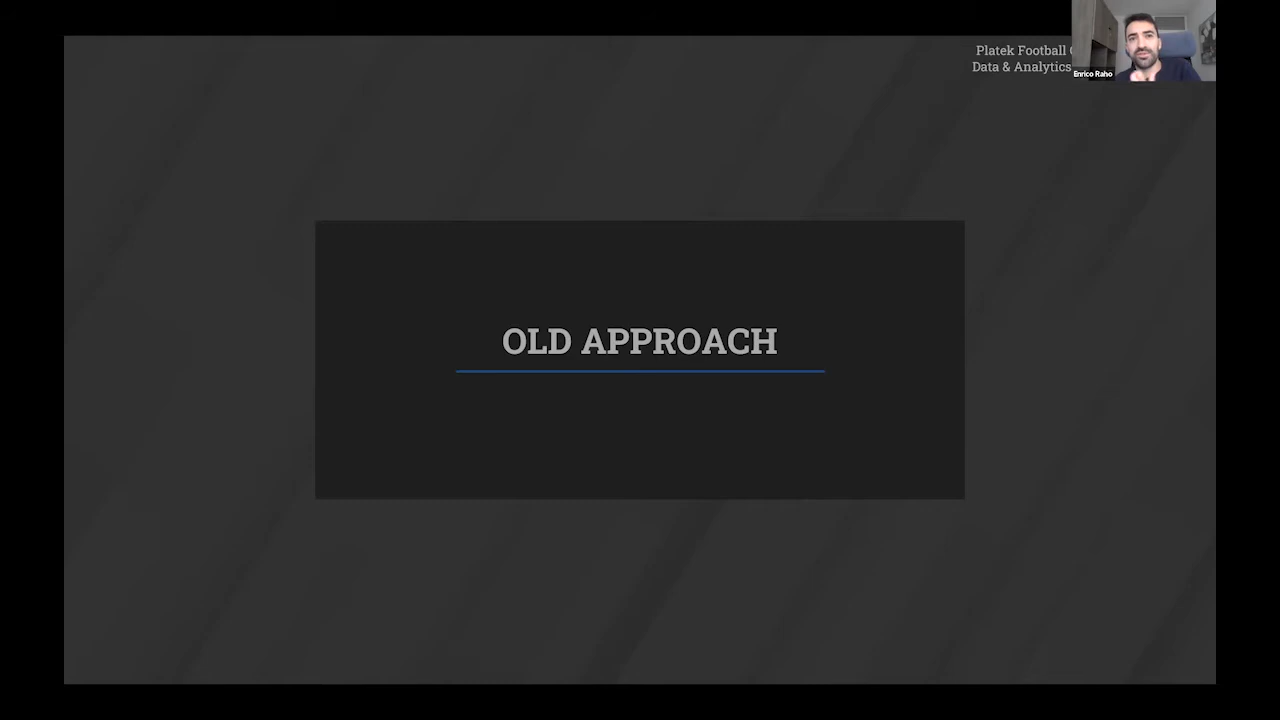 Platek Football
Data & Analytics
Enrico Raho
OLD APPROACH